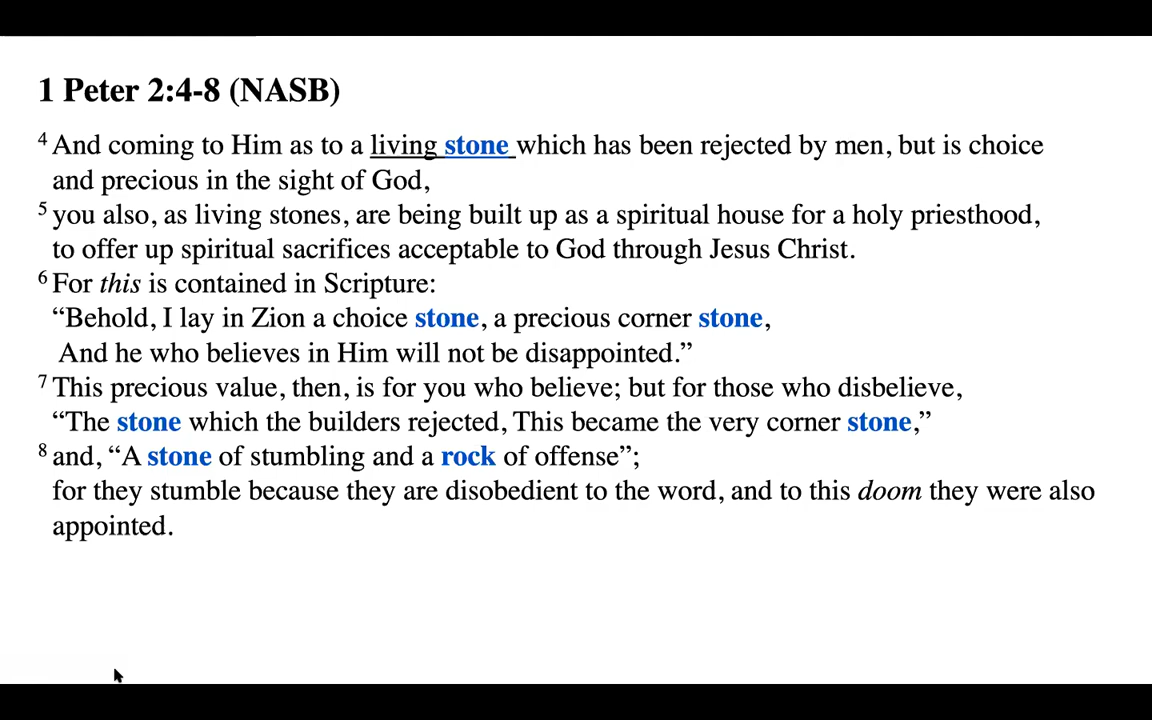 1 Peter 2:4-8 (NASB)
4 And coming to Him as to a living stone which has been rejected by men, but is choice
and precious in the sight of God,
5 you also, as living stones, are being built up as a spiritual house for a holy priesthood,
to offer up spiritual sacrifices acceptable to God through Jesus Christ.
6 For this is contained in Scripture:
“Behold, I lay in Zion a choice stone, a precious corner stone,
And he who believes in Him will not be disappointed.”
7 This precious value, then, is for you who believe; but for those who disbelieve,
“The stone which the builders rejected, This became the very corner stone,”
8 and, “A stone of stumbling and a rock of offense”;
for they stumble because they are disobedient to the word, and to this doom they were also
appointed.